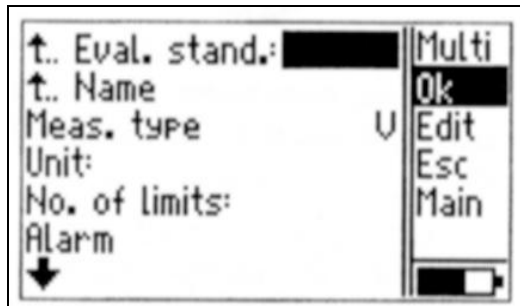 ↑.. Eval. stand.:
↑.. Name
Meas. type V
Unit:
No. of limits:
Alarm
Multi
Ok
Edit
Esc
Main